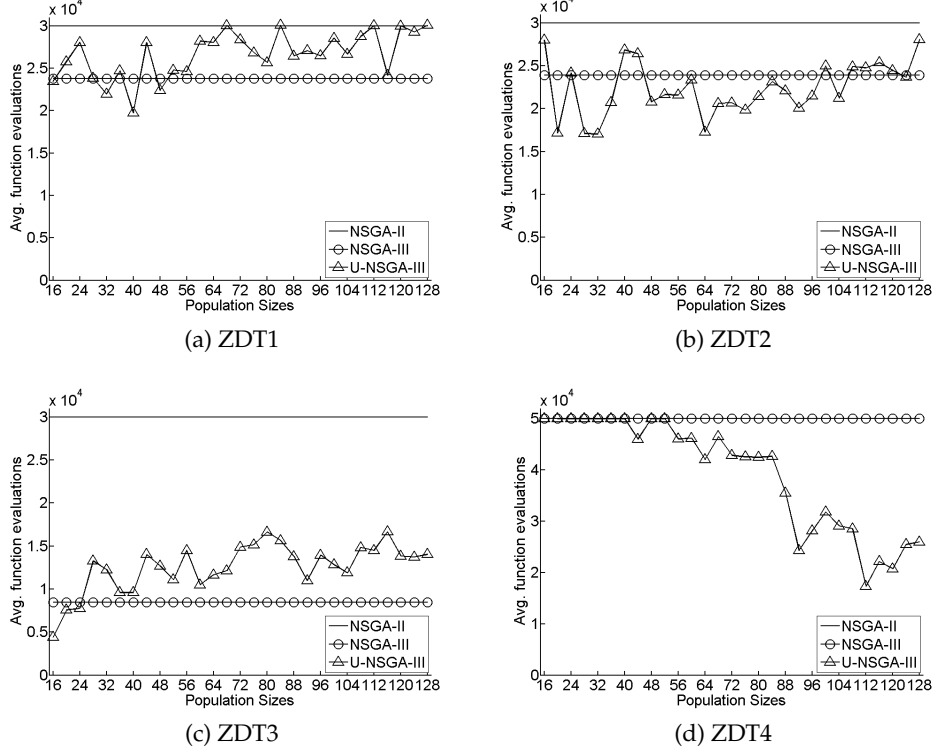 x 10⁴
3
2.5
2
1.5
1
0.5
0
Avg. function evaluations
NSGA-II
NSGA-III
U-NSGA-III
16 24 32 40 48 56 64 72 80 88 96 104 112 120 128
Population Sizes
(a) ZDT1
x 10⁴
3
2.5
2
1.5
1
0.5
0
Avg. function evaluations
NSGA-II
NSGA-III
U-NSGA-III
16 24 32 40 48 56 64 72 80 88 96 104 112 120 128
Population Sizes
(b) ZDT2
x 10⁴
3
2.5
2
1.5
1
0.5
0
Avg. function evaluations
NSGA-II
NSGA-III
U-NSGA-III
16 24 32 40 48 56 64 72 80 88 96 104 112 120 128
Population Sizes
(c) ZDT3
x 10⁴
5
4
3
2
1
0
Avg. function evaluations
NSGA-II
NSGA-III
U-NSGA-III
16 24 32 40 48 56 64 72 80 88 96 104 112 120 128
Population Sizes
(d) ZDT4